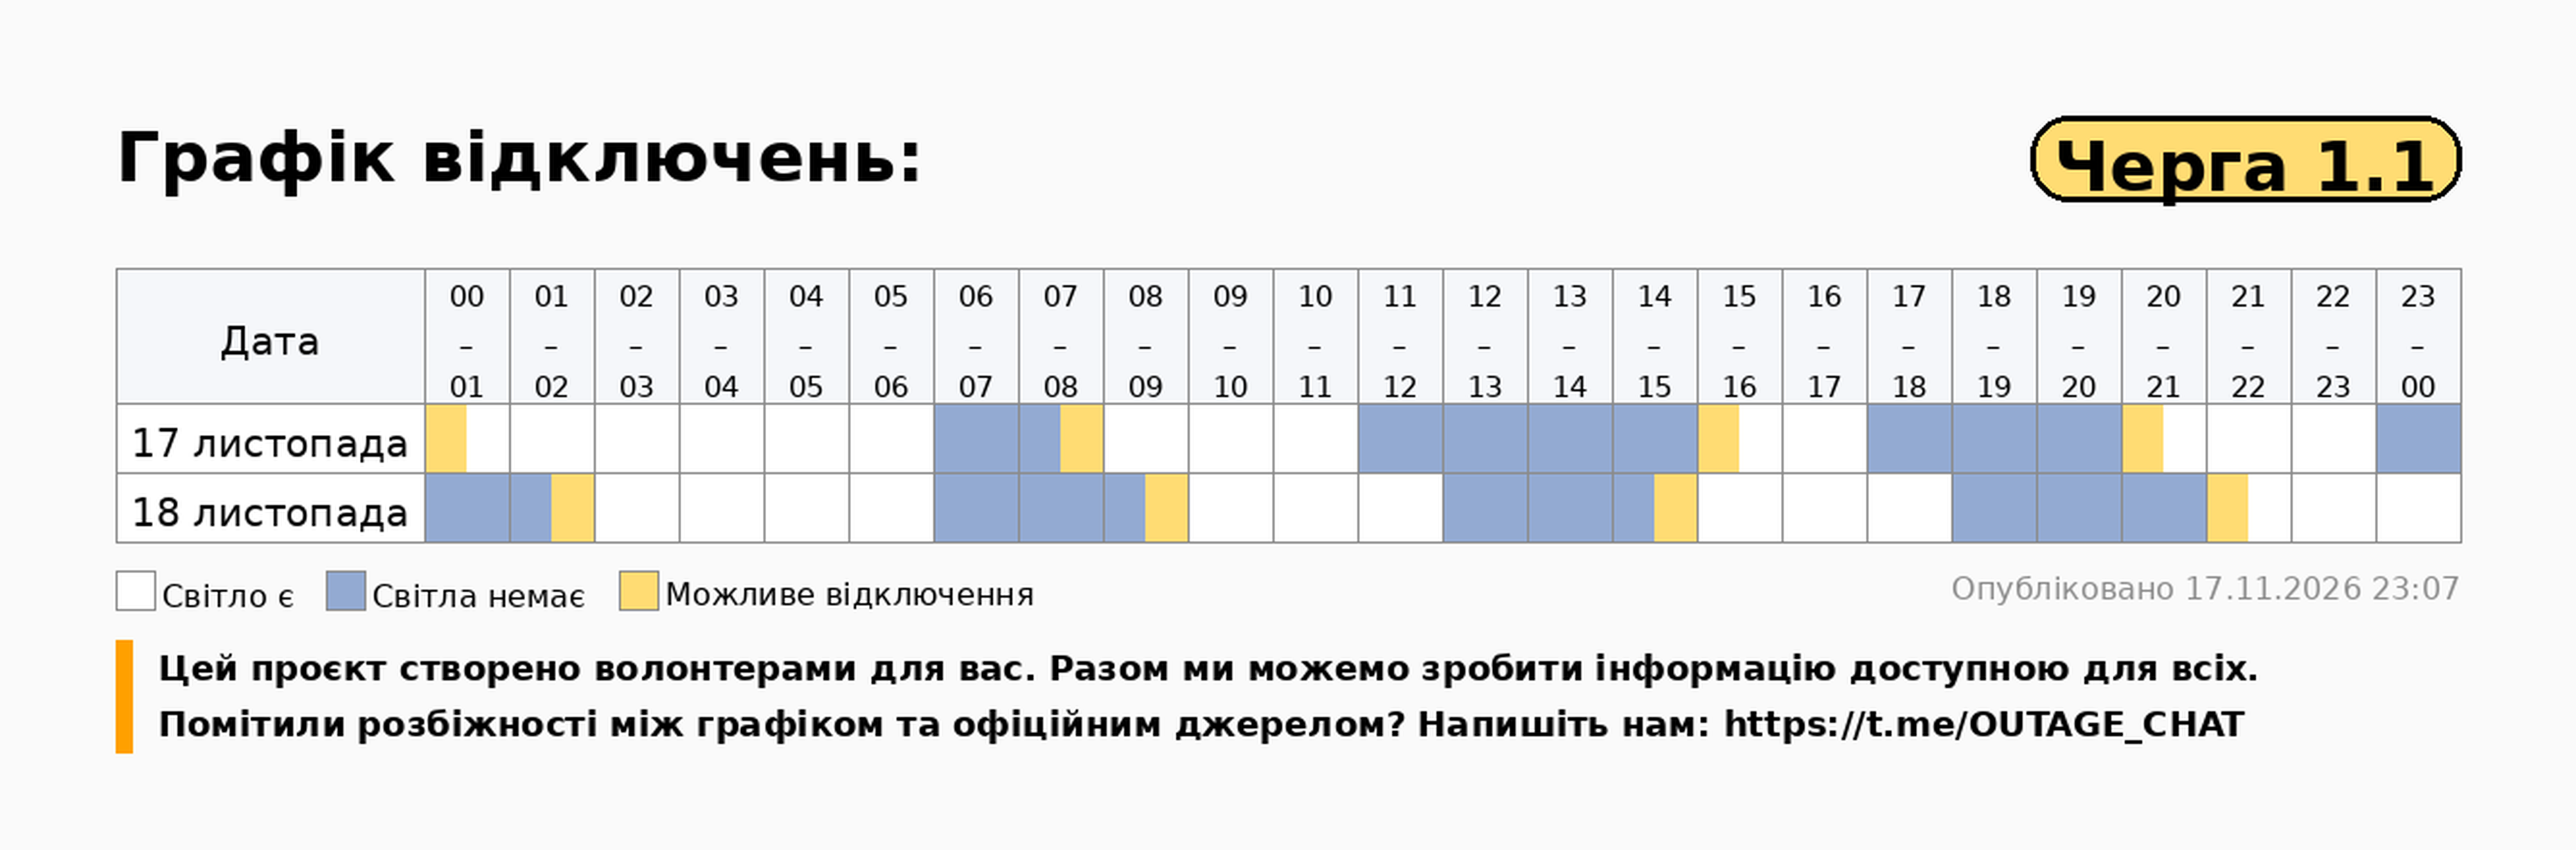 Графік відключень:
Черга 1.1
Дата 00 – 01 01 – 02 02 – 03 03 – 04 04 – 05 05 – 06 06 – 07 07 – 08 08 – 09 09 – 10 10 – 11 11 – 12 12 – 13 13 – 14 14 – 15 15 – 16 16 – 17 17 – 18 18 – 19 19 – 20 20 – 21 21 – 22 22 – 23 23 – 00
17 листопада
18 листопада
Світло є Світла немає Можливе відключення
Опубліковано 17.11.2026 23:07
Цей проєкт створено волонтерами для вас. Разом ми можемо зробити інформацію доступною для всіх.
Помітили розбіжності між графіком та офіційним джерелом? Напишіть нам: https://t.me/OUTAGE_CHAT